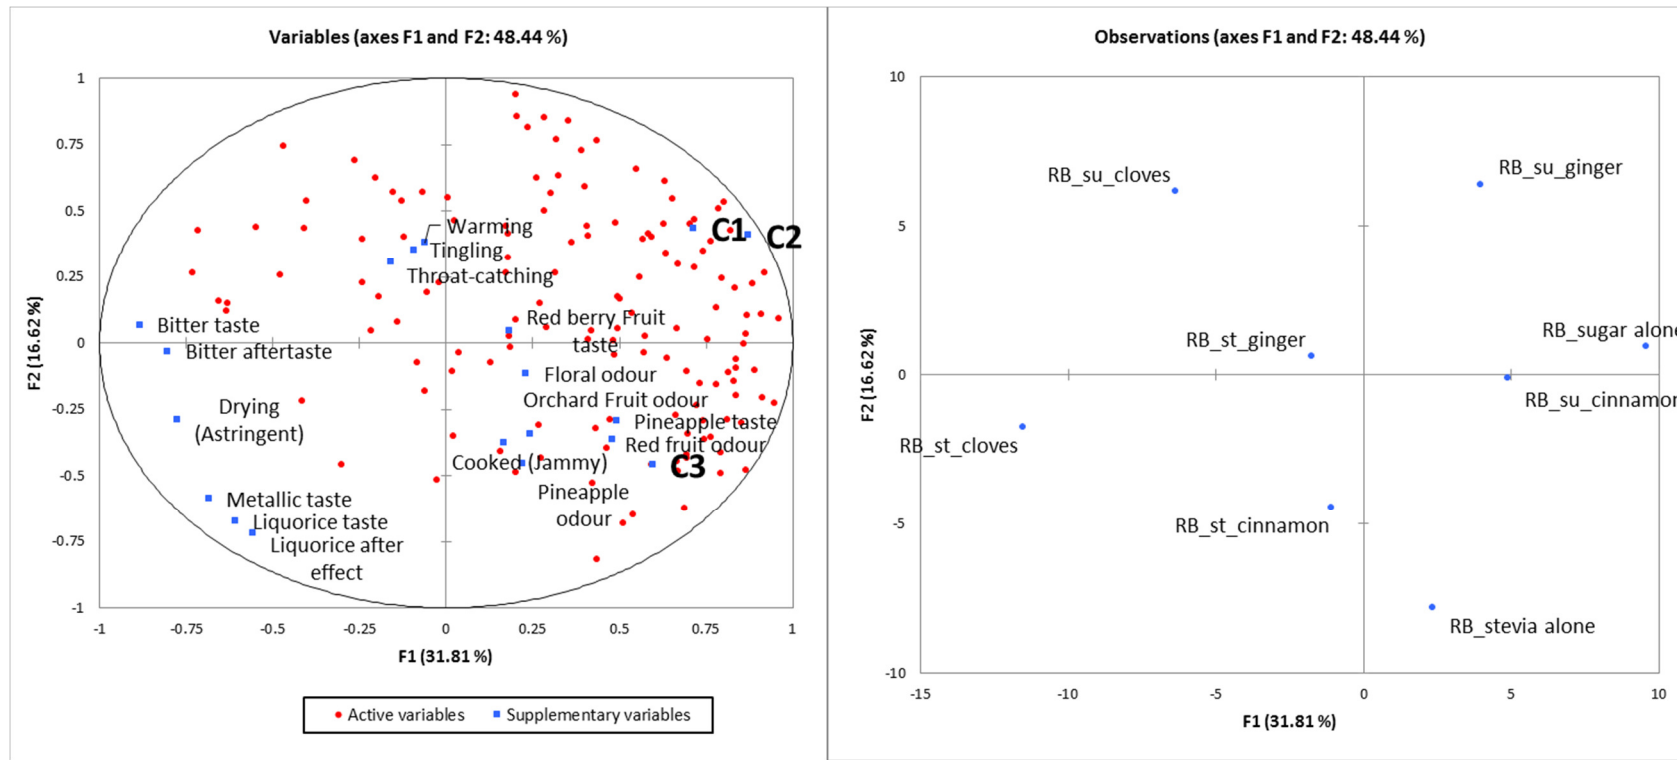 Variables (axes F1 and F2: 48.44 %)
1
0.75
0.5
0.25
0
-0.25
-0.5
-0.75
-1
F2 (16.62 %)
Warming
Tingling
Throat-catching
C1
C2
Bitter taste
Bitter aftertaste
Red berry Fruit
taste
Floral odour
Orchard Fruit odour
Drying
(Astringent)
Pineapple taste
Red fruit odour
Cooked (Jammy)
C3
Pineapple
odour
Metallic taste
Liquorice taste
Liquorice after
effect
-1
-0.75
-0.5
-0.25
0
0.25
0.5
0.75
1
F1 (31.81 %)
Active variables
Supplementary variables
Observations (axes F1 and F2: 48.44 %)
10
5
0
-5
-10
F2 (16.62 %)
RB_su_cloves
RB_su_ginger
RB_st_ginger
RB_sugar alone
RB_su_cinnamon
RB_st_cloves
RB_st_cinnamon
RB_stevia alone
-15
-10
-5
0
5
10
F1 (31.81 %)